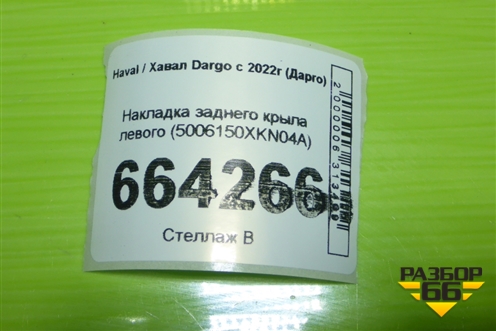 Haval / Хавал Dargo с 2022г (Дарго)
Накладка заднего крыла
левого (5006150XKN04A)
664266
Стеллаж В
РАЗБОР
66